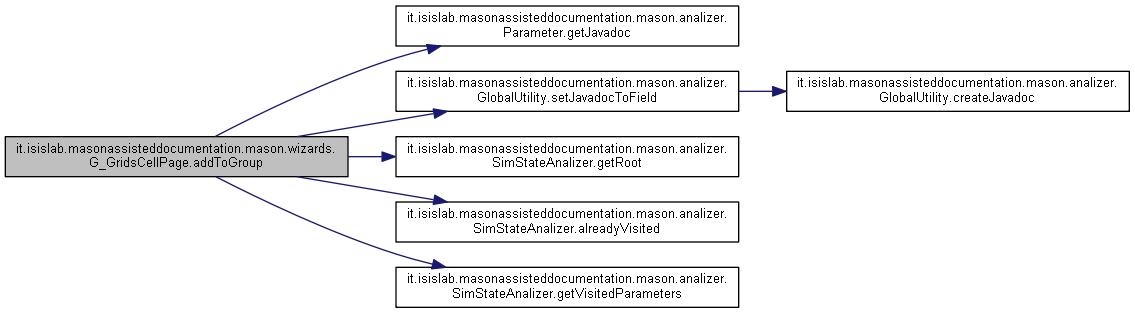 it.isislab.masonassisteddocumentation.mason.wizards.
G_GridsCellPage.addToGroup
it.isislab.masonassisteddocumentation.mason.analizer.
Parameter.getJavadoc
it.isislab.masonassisteddocumentation.mason.analizer.
GlobalUtility.setJavadocToField
it.isislab.masonassisteddocumentation.mason.analizer.
GlobalUtility.createJavadoc
it.isislab.masonassisteddocumentation.mason.analizer.
SimStateAnalizer.getRoot
it.isislab.masonassisteddocumentation.mason.analizer.
SimStateAnalizer.alreadyVisited
it.isislab.masonassisteddocumentation.mason.analizer.
SimStateAnalizer.getVisitedParameters